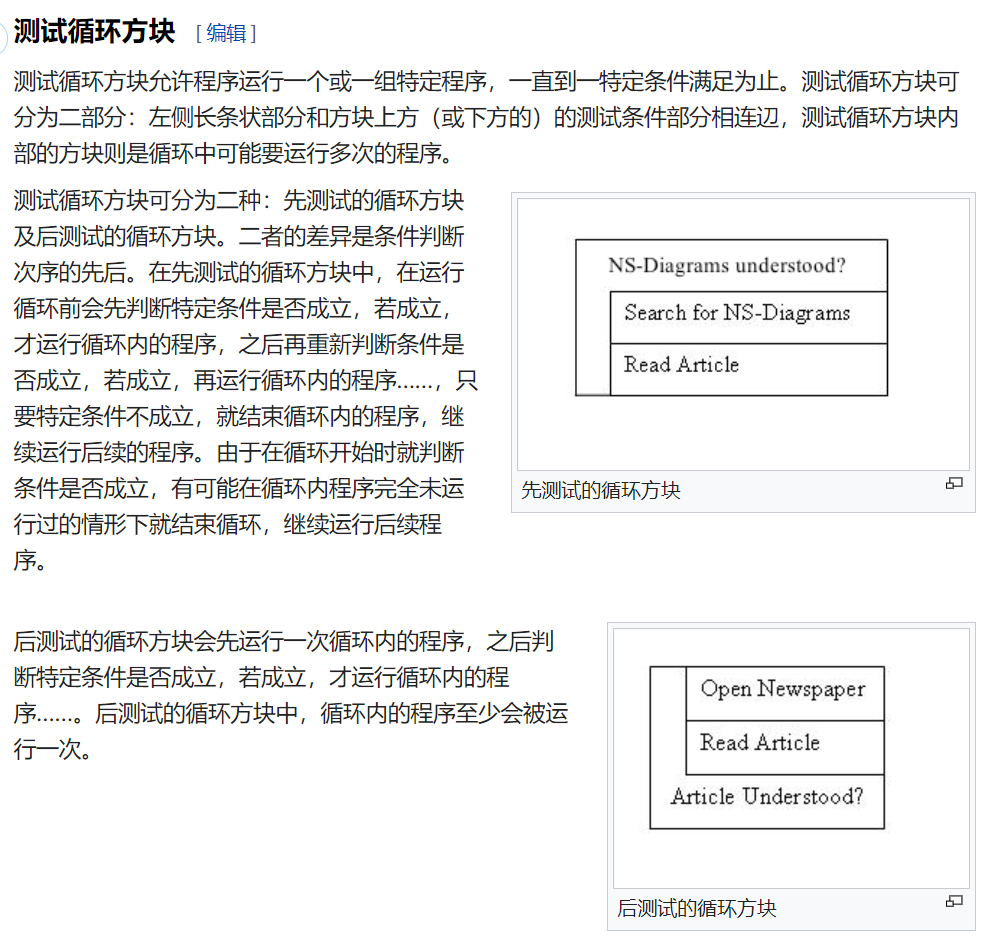 测试循环方块 [编辑]
测试循环方块允许程序运行一个或一组特定程序，一直到一特定条件满足为止。测试循环方块可
分为二部分：左侧长条状部分和方块上方（或下方的）的测试条件部分相连边，测试循环方块内
部的方块则是循环中可能要运行多次的程序。
测试循环方块可分为二种：先测试的循环方块
及后测试的循环方块。二者的差异是条件判断
次序的先后。在先测试的循环方块中，在运行
循环前会先判断特定条件是否成立，若成立，
才运行循环内的程序，之后再重新判断条件是
否成立，若成立，再运行循环内的程序……，只
要特定条件不成立，就结束循环内的程序，继
续运行后续的程序。由于在循环开始时就判断
条件是否成立，有可能在循环内程序完全未运
行过的情形下就结束循环，继续运行后续程
序。
NS-Diagrams understood?
Search for NS-Diagrams
Read Article
先测试的循环方块
后测试的循环方块会先运行一次循环内的程序，之后判
断特定条件是否成立，若成立，才运行循环内的程
序……。后测试的循环方块中，循环内的程序至少会被运
行一次。
Open Newspaper
Read Article
Article Understood?
后测试的循环方块